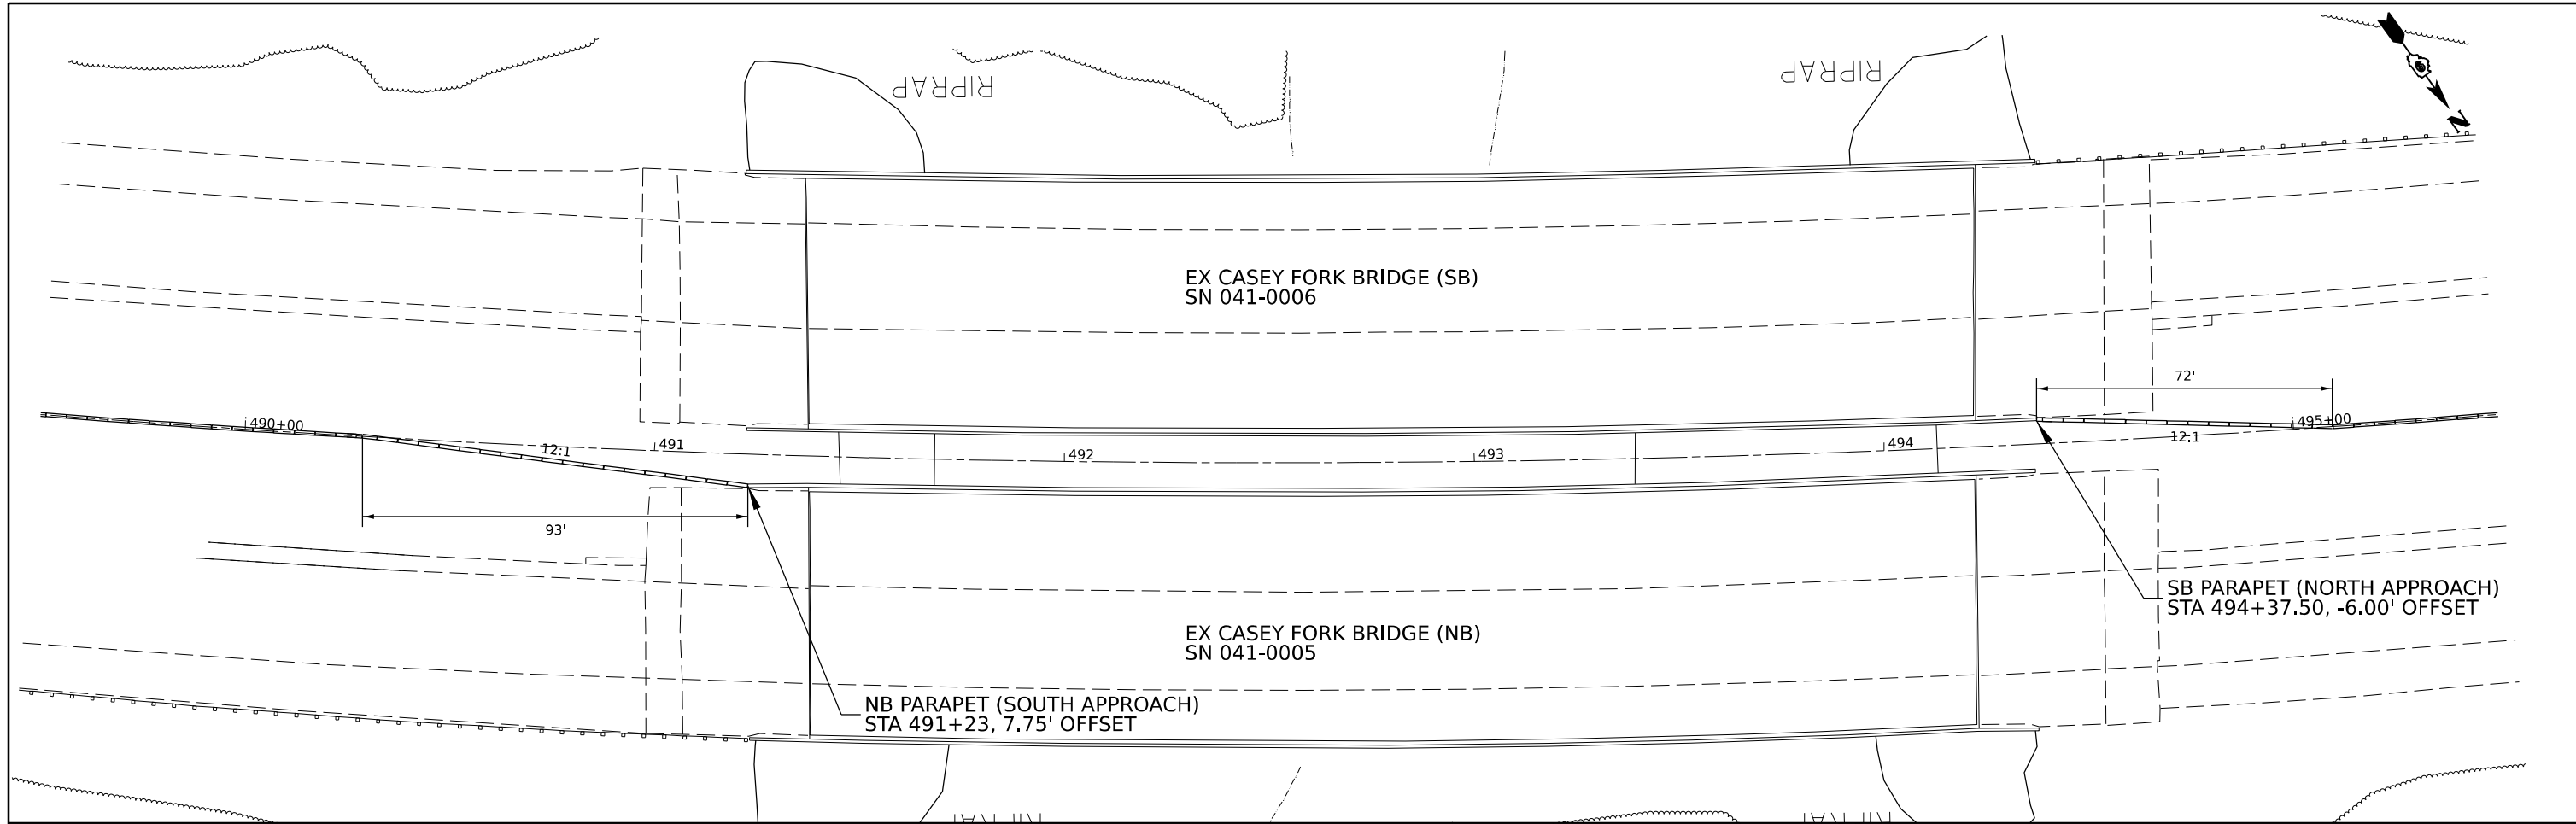 RIPRAP
RIPRAP
N
EX CASEY FORK BRIDGE (SB)
SN 041-0006
72'
490+00
495+00
12:1
491
492
493
494
12:1
93'
SB PARAPET (NORTH APPROACH)
STA 494+37.50, -6.00' OFFSET
EX CASEY FORK BRIDGE (NB)
SN 041-0005
NB PARAPET (SOUTH APPROACH)
STA 491+23, 7.75' OFFSET